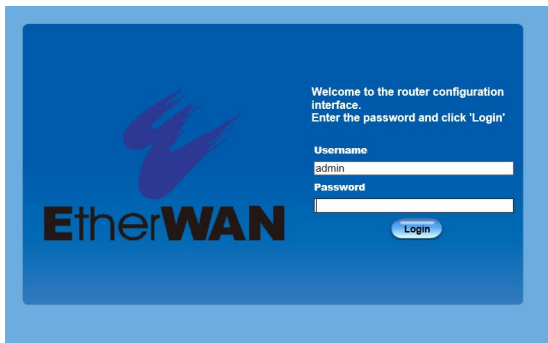 Welcome to the router configuration
interface.
Enter the password and click 'Login'
Username
admin
Password
Login
EtherWAN